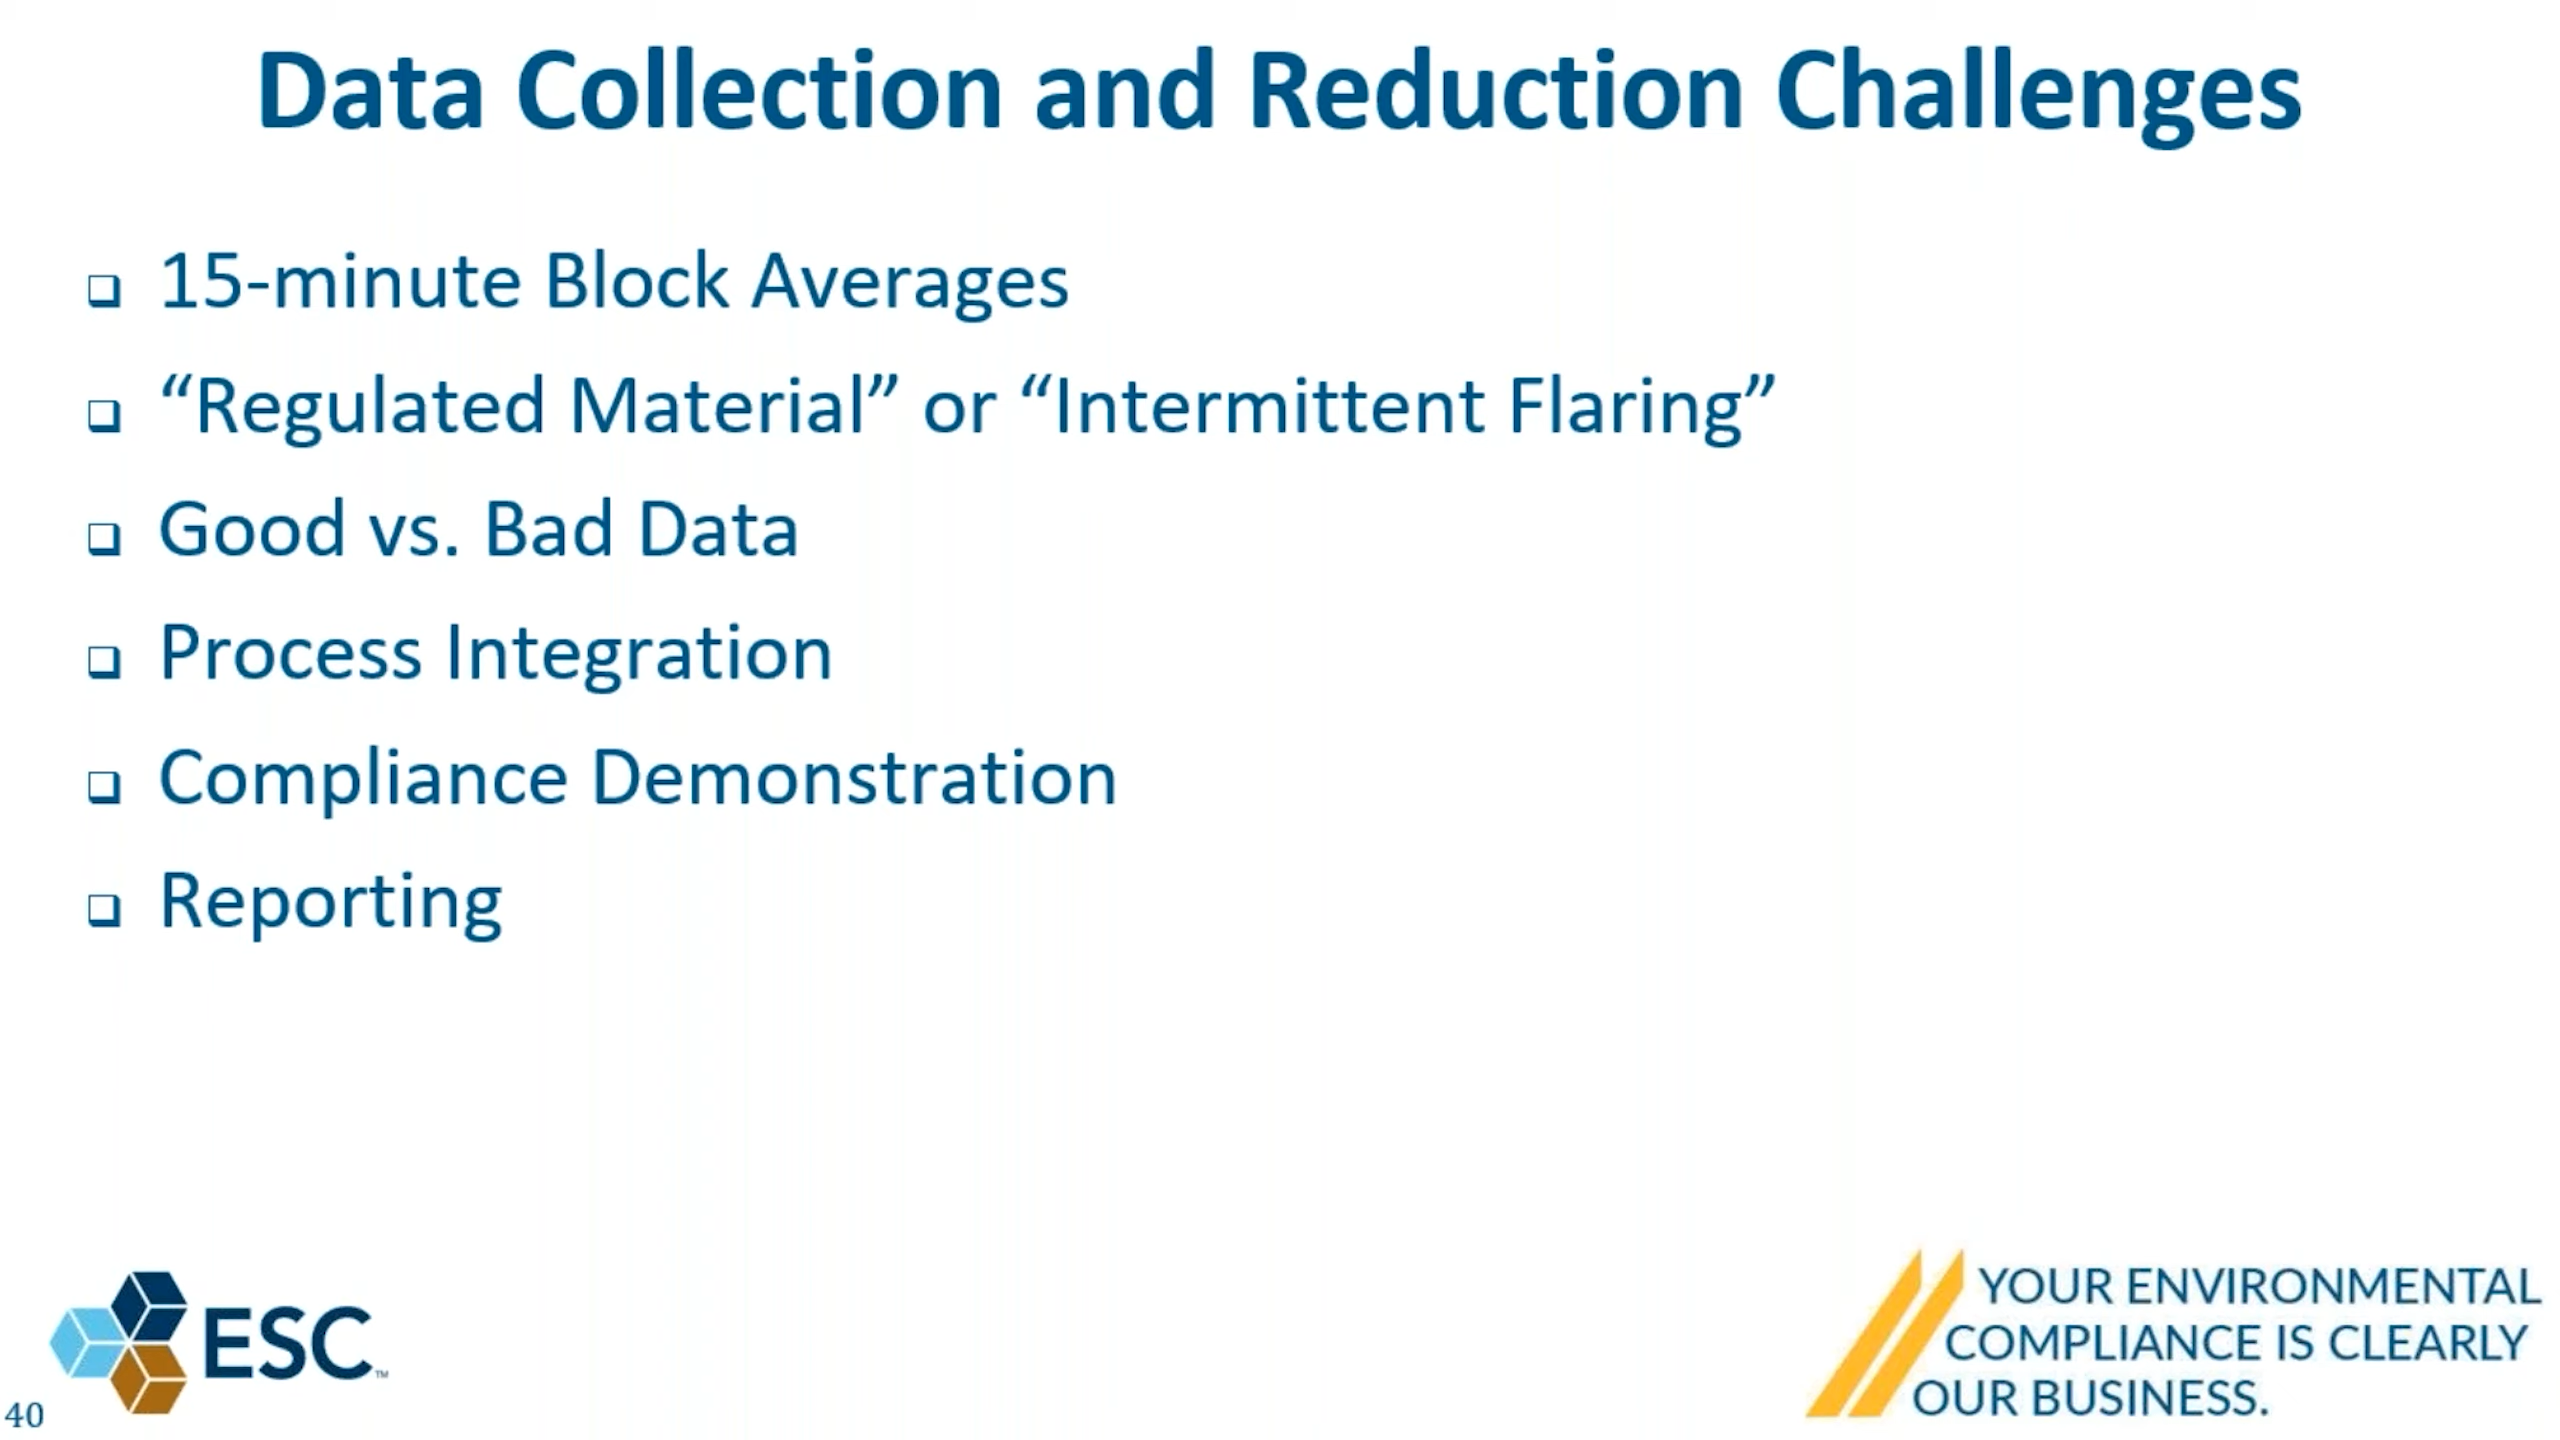 Data Collection and Reduction Challenges
15-minute Block Averages
“Regulated Material” or “Intermittent Flaring”
Good vs. Bad Data
Process Integration
Compliance Demonstration
Reporting
ESC™
YOUR ENVIRONMENTAL
COMPLIANCE IS CLEARLY
OUR BUSINESS.
40